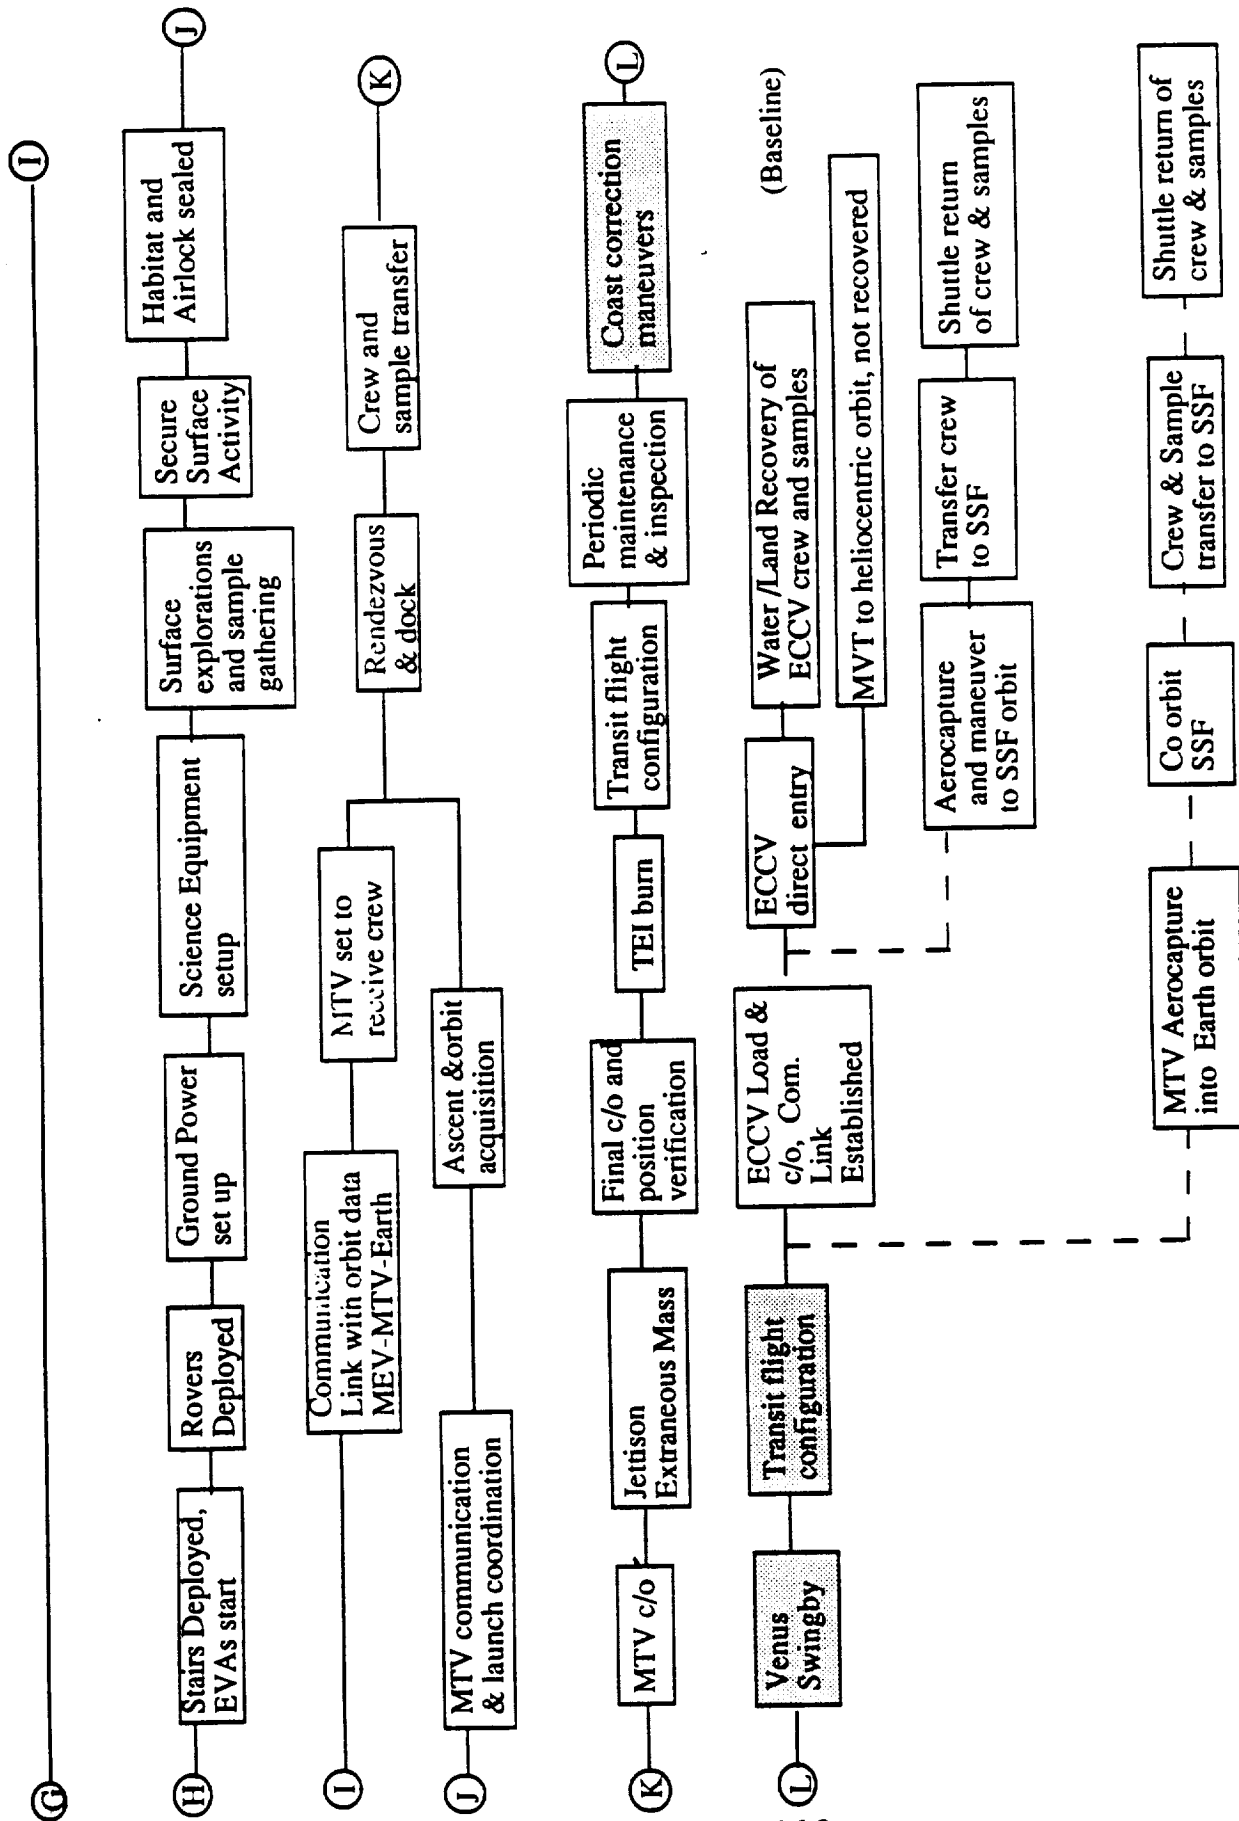 G
I
H
Stairs Deployed,
EVAs start
Rovers
Deployed
Ground Power
set up
Science Equipment
setup
Surface
explorations
and sample
gathering
Secure
Surface
Activity
Habitat and
Airlock sealed
J
I
Communication
Link with orbit data
MEV-MTV-Earth
MTV set to
receive crew
J
MTV communication
& launch coordination
Ascent &orbit
acquisition
Rendezvous
& dock
Crew and
sample transfer
K
K
MTV c/o
Jettison
Extraneous Mass
Final c/o and
position
verification
TEI burn
Transit flight
configuration
Periodic
maintenance
& inspection
Coast correction
maneuvers
L
L
Venus
Swingby
Transit flight
configuration
ECCV Load &
c/o, Com.
Link
Established
ECCV
direct entry
Water /Land Recovery of
ECCV crew and samples
(Baseline)
MVT to heliocentric orbit, not recovered
Aerocapture
and maneuver
to SSF orbit
Transfer crew
to SSF
Shuttle return
of crew & samples
MTV Aerocapture
into Earth orbit
Co orbit
SSF
Crew & Sample
transfer to SSF
Shuttle return of
crew & samples